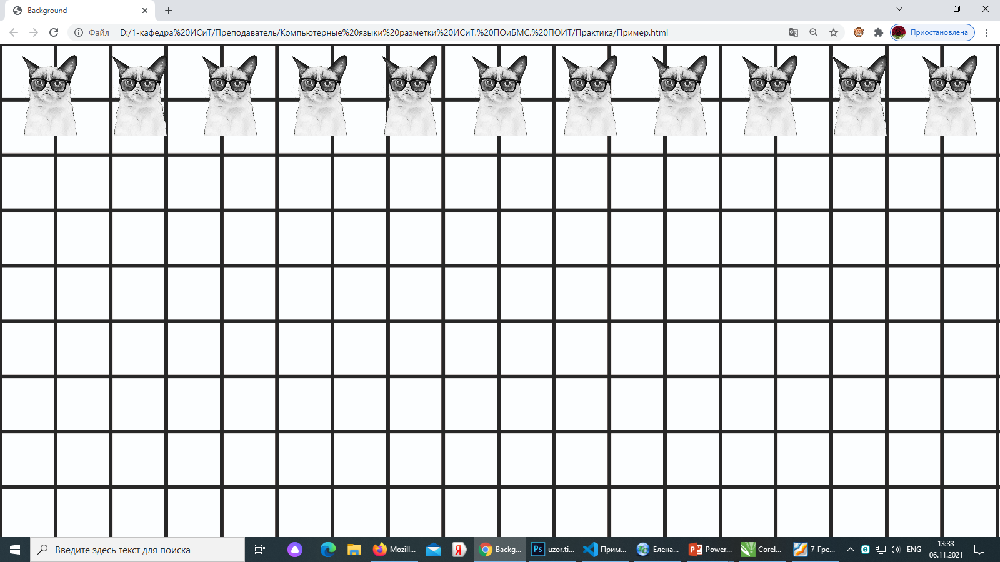 Background
Файл
D:/1-кафедра%20ИСиТ/Преподаватель/Компьютерные%20языки%20разметки%20ИСиТ,%20ПОиБМС,%20ПОИТ/Практика/Пример.html
Приостановлена
Введите здесь текст для поиска
Mozill...
Я
Backg...
Ps
uzor.ti...
Прим...
Елена...
Power...
Corel...
7-Гре...
ENG
13:33
06.11.2021